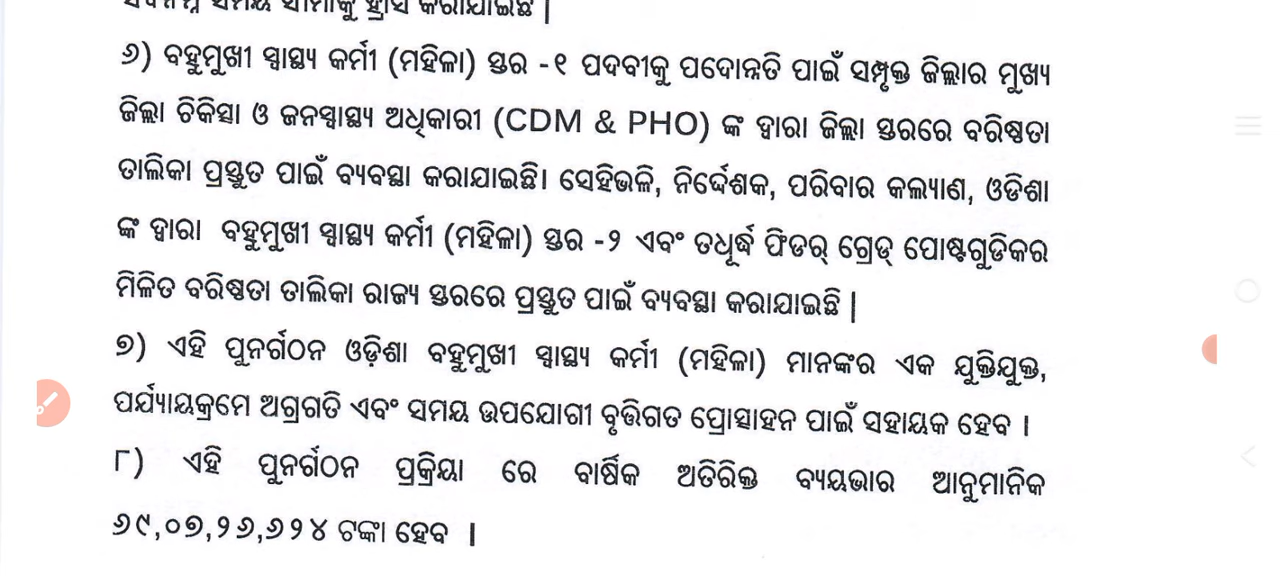 ସମୟ ସୀମାକୁ ହ୍ରାସ କରାଯାଇଛି |
୬) ବହୁମୁଖୀ ସ୍ୱାସ୍ଥ୍ୟ କର୍ମୀ (ମହିଳା) ସ୍ତର -୧ ପଦବୀକୁ ପଦୋନ୍ନତି ପାଇଁ ସମ୍ପୃକ୍ତ ଜିଲ୍ଲାର ମୁଖ୍ୟ
ଜିଲ୍ଲା ଚିକିତ୍ସା ଓ ଜନସ୍ୱାସ୍ଥ୍ୟ ଅଧିକାରୀ (CDM & PHO) ଙ୍କ ଦ୍ୱାରା ଜିଲ୍ଲା ସ୍ତରରେ ବରିଷ୍ଠତା
ତାଲିକା ପ୍ରସ୍ତୁତ ପାଇଁ ବ୍ୟବସ୍ଥା କରାଯାଇଛି। ସେହିଭଳି, ନିର୍ଦ୍ଦେଶକ, ପରିବାର କଲ୍ୟାଣ, ଓଡିଶା
ଙ୍କ ଦ୍ୱାରା ବହୁମୁଖୀ ସ୍ୱାସ୍ଥ୍ୟ କର୍ମୀ (ମହିଳା) ସ୍ତର -୨ ଏବଂ ତଧୂର୍ଦ୍ଧ ଫିଡର୍ ଗ୍ରେଡ୍ ପୋଷ୍ଟଗୁଡିକର
ମିଳିତ ବରିଷ୍ଠତା ତାଲିକା ରାଜ୍ୟ ସ୍ତରରେ ପ୍ରସ୍ତୁତ ପାଇଁ ବ୍ୟବସ୍ଥା କରାଯାଇଛି |
୭) ଏହି ପୁନର୍ଗଠନ ଓଡ଼ିଶା ବହୁମୁଖୀ ସ୍ୱାସ୍ଥ୍ୟ କର୍ମୀ (ମହିଳା) ମାନଙ୍କର ଏକ ଯୁକ୍ତିଯୁକ୍ତ,
ପର୍ଯ୍ୟାୟକ୍ରମେ ଅଗ୍ରଗତି ଏବଂ ସମୟ ଉପଯୋଗୀ ବୃତ୍ତିଗତ ପ୍ରୋତ୍ସାହନ ପାଇଁ ସହାୟକ ହେବ ।
୮) ଏହି ପୁନର୍ଗଠନ ପ୍ରକ୍ରିୟା ରେ ବାର୍ଷିକ ଅତିରିକ୍ତ ବ୍ୟୟଭାର ଆନୁମାନିକ
୬୯,୦୭,୨୬,୬୨୪ ଟଙ୍କା ହେବ ।